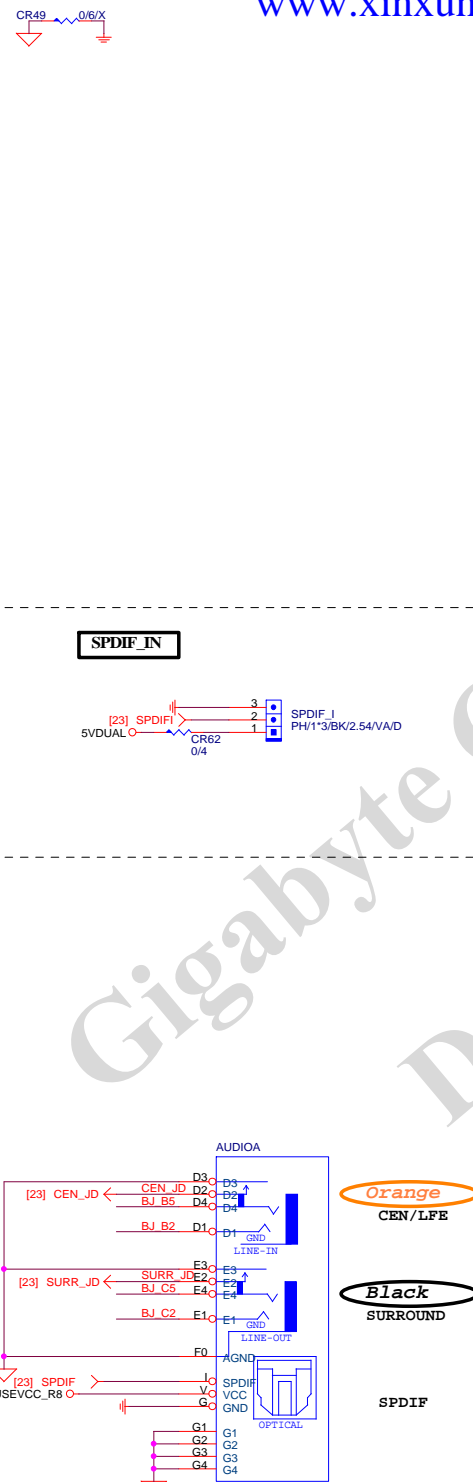 www.xinxun
CR49 0/6/X
SPDIF_IN
[23] SPDIFI
5VDUAL
CR62
0/4
3
2
1
SPDIF_I
PH/1*3/BK/2.54/VA/D
Gigabyte
D
AUDIOA
D3 D3
[23] CEN_JD CEN_JD D2 D2
BJ_B5 D4 D4
BJ_B2 D1 D1
GND
LINE-IN
Orange
CEN/LFE
E3 E3
[23] SURR_JD SURR_JD E2 E2
BJ_C5 E4 E4
BJ_C2 E1 E1
GND
LINE-OUT
Black
SURROUND
F0 AGND
[23] SPDIF I SPDIF
USEVCC_R8 V VCC
G GND
OPTICAL
SPDIF
G1 G1
G2 G2
G3 G3
G4 G4